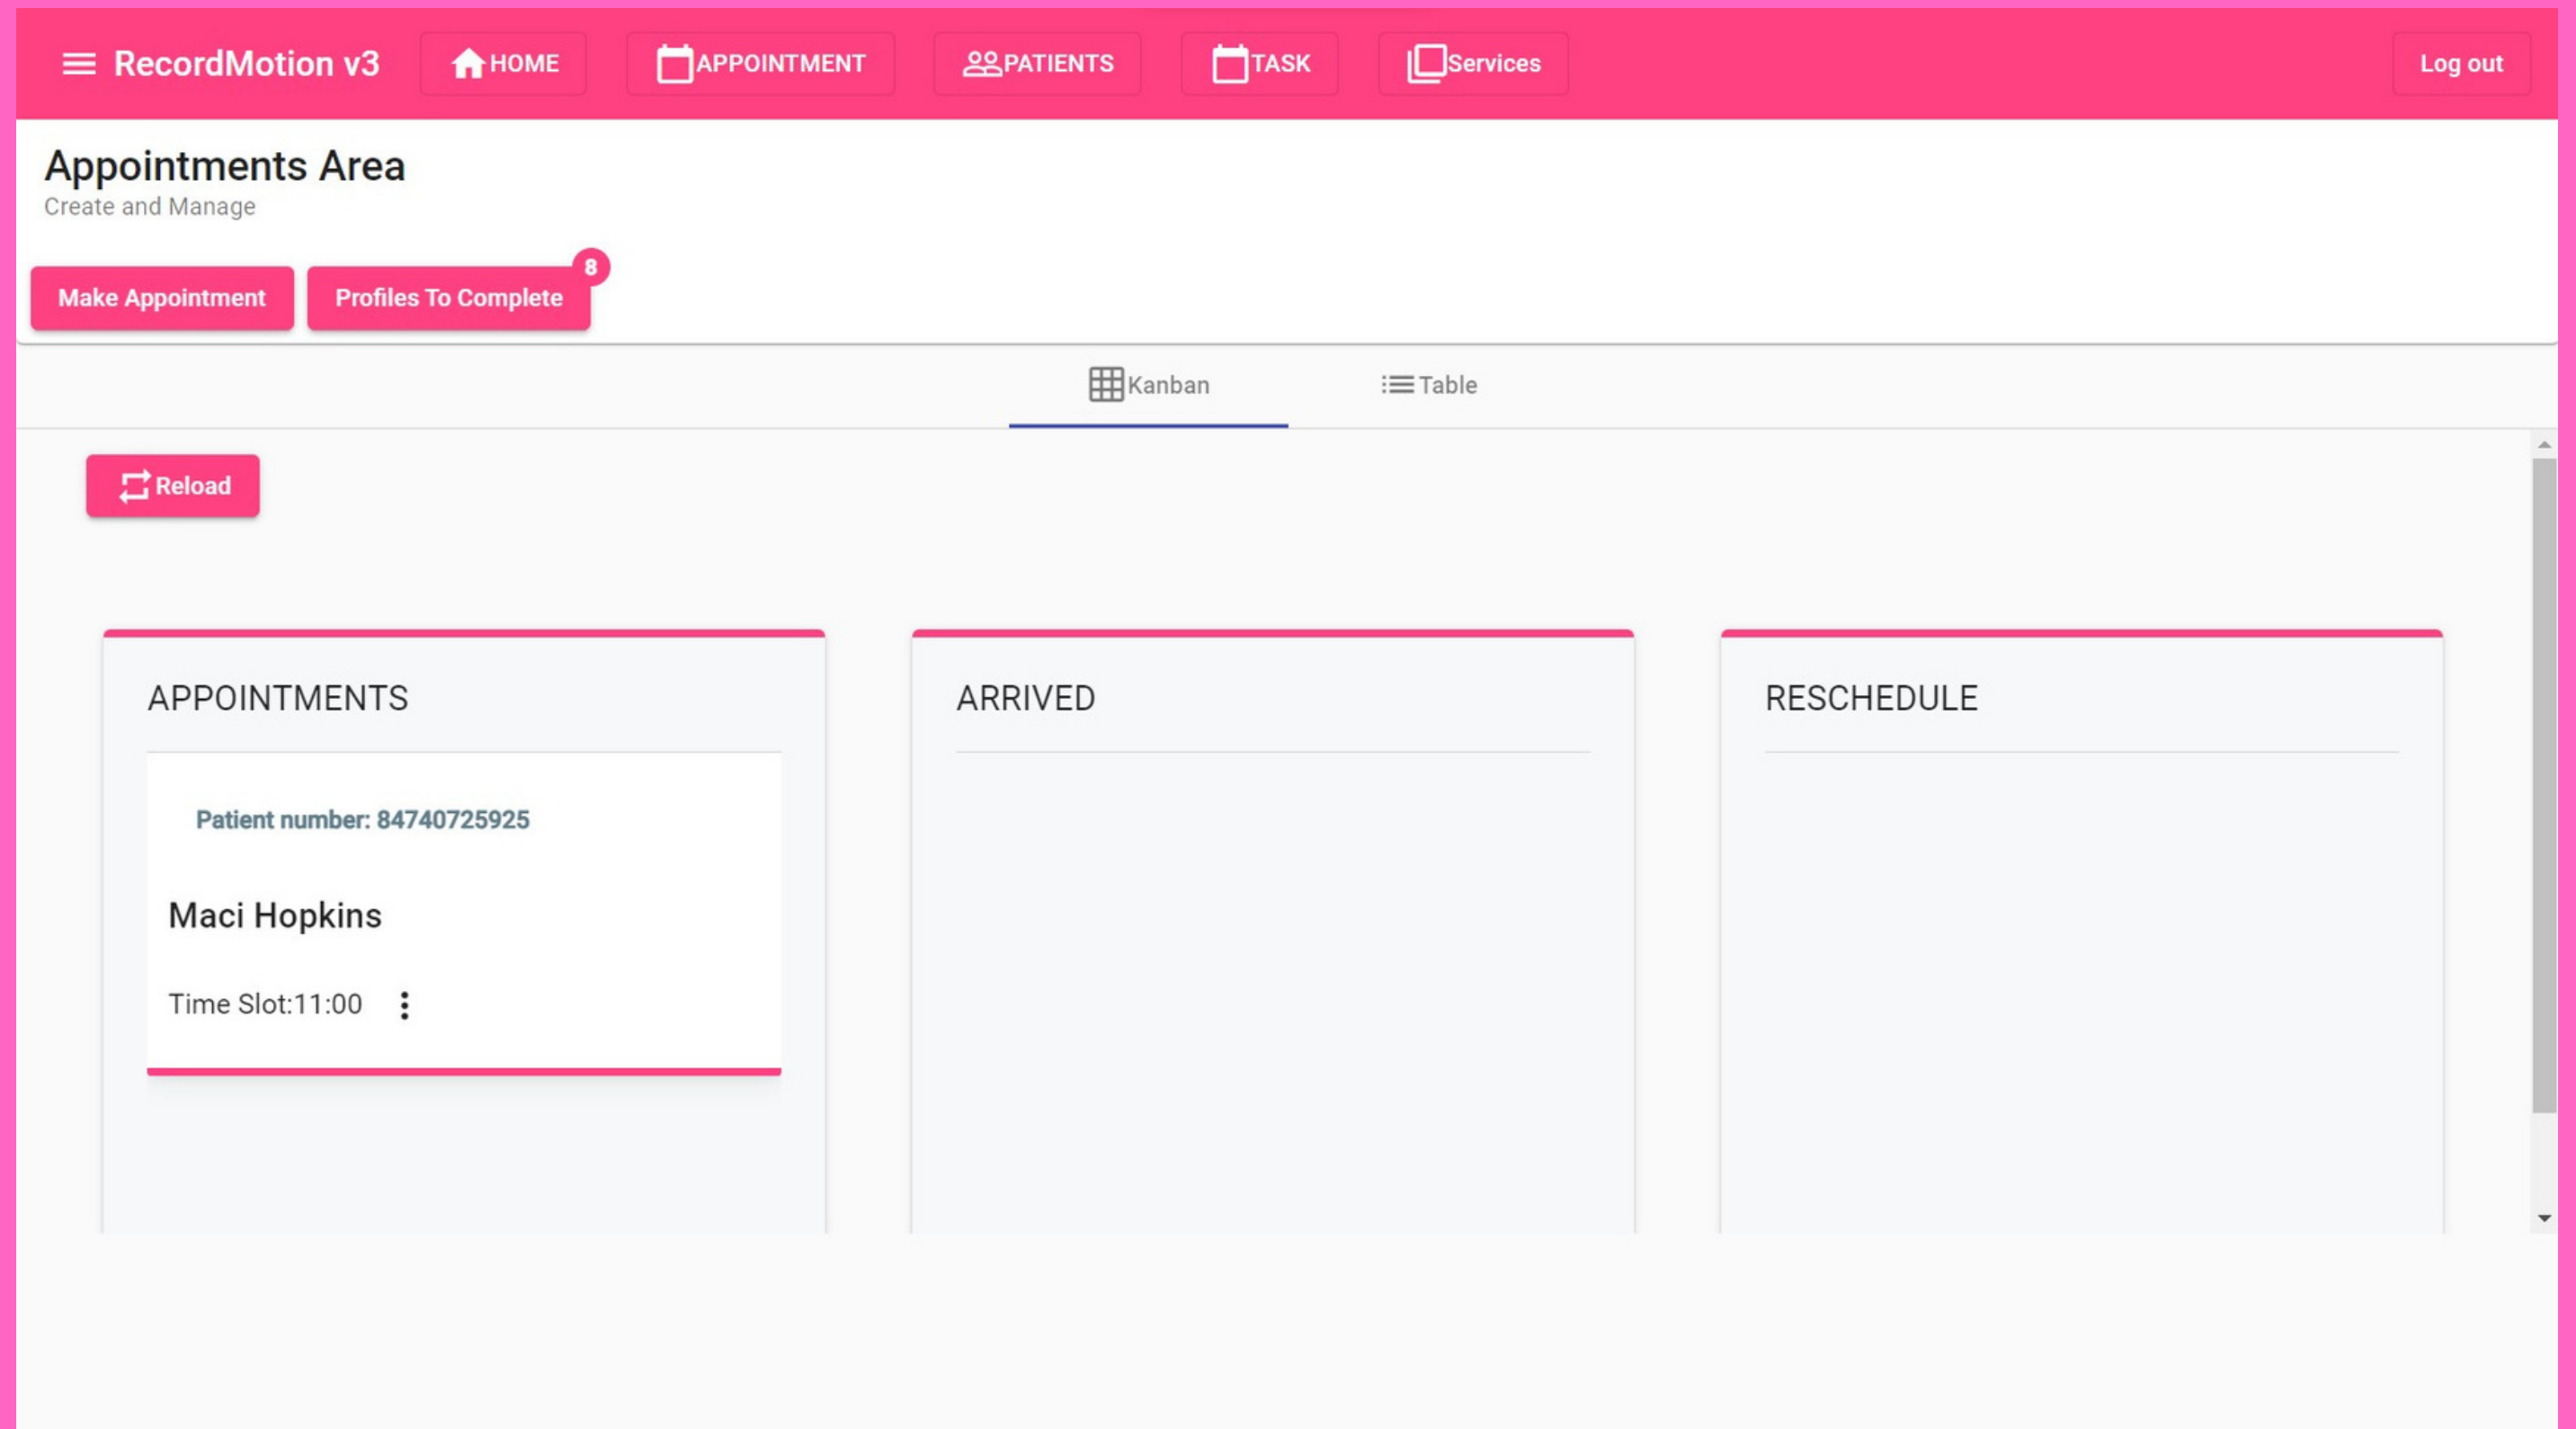 RecordMotion v3 HOME APPOINTMENT PATIENTS TASK Services Log out
Appointments Area
Create and Manage
Make Appointment Profiles To Complete 8
Kanban Table
Reload
APPOINTMENTS ARRIVED RESCHEDULE
Patient number: 84740725925
Maci Hopkins
Time Slot:11:00